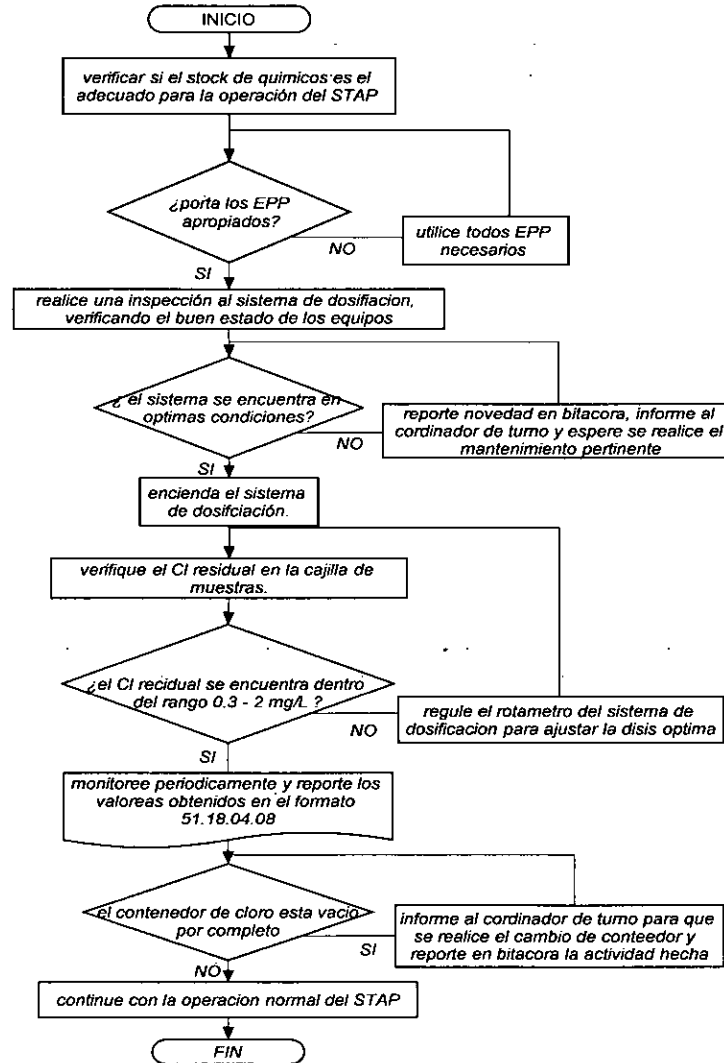 INICIO
verificar si el stock de quimicos es el
adecuado para la operación del STAP
¿porta los EPP
apropiados?
NO
utilice todos EPP
necesarios
SI
realice una inspección al sistema de dosifiacion,
verificando el buen estado de los equipos
¿ el sistema se encuentra en
optimas condiciones?
NO
reporte novedad en bitacora, informe al
cordinador de turno y espere se realice el
mantenimiento pertinente
SI
encienda el sistema
de dosifciación.
verifique el Cl residual en la cajilla de
muestras.
¿el Cl recidual se encuentra dentro
del rango 0.3 - 2 mg/L ?
NO
regule el rotametro del sistema de
dosificacion para ajustar la disis optima
SI
monitoree periodicamente y reporte los
valoreas obtenidos en el formato
51.18.04.08
el contenedor de cloro esta vacio
por completo
SI
informe al cordinador de turno para que
se realice el cambio de conteedor y
reporte en bitacora la actividad hecha
NO
continue con la operacion normal del STAP
FIN